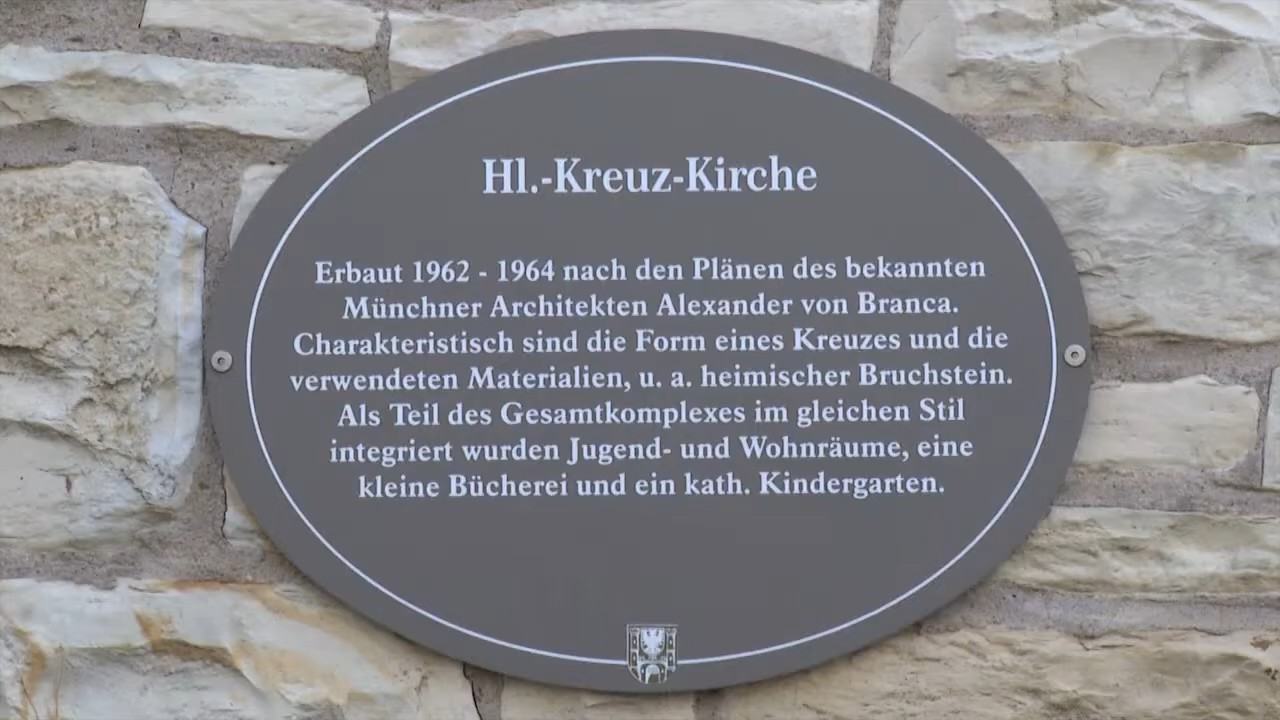 Hl.-Kreuz-Kirche
Erbaut 1962 - 1964 nach den Plänen des bekannten
Münchner Architekten Alexander von Branca.
Charakteristisch sind die Form eines Kreuzes und die
verwendeten Materialien, u. a. heimischer Bruchstein.
Als Teil des Gesamtkomplexes im gleichen Stil
integriert wurden Jugend- und Wohnräume, eine
kleine Bücherei und ein kath. Kindergarten.